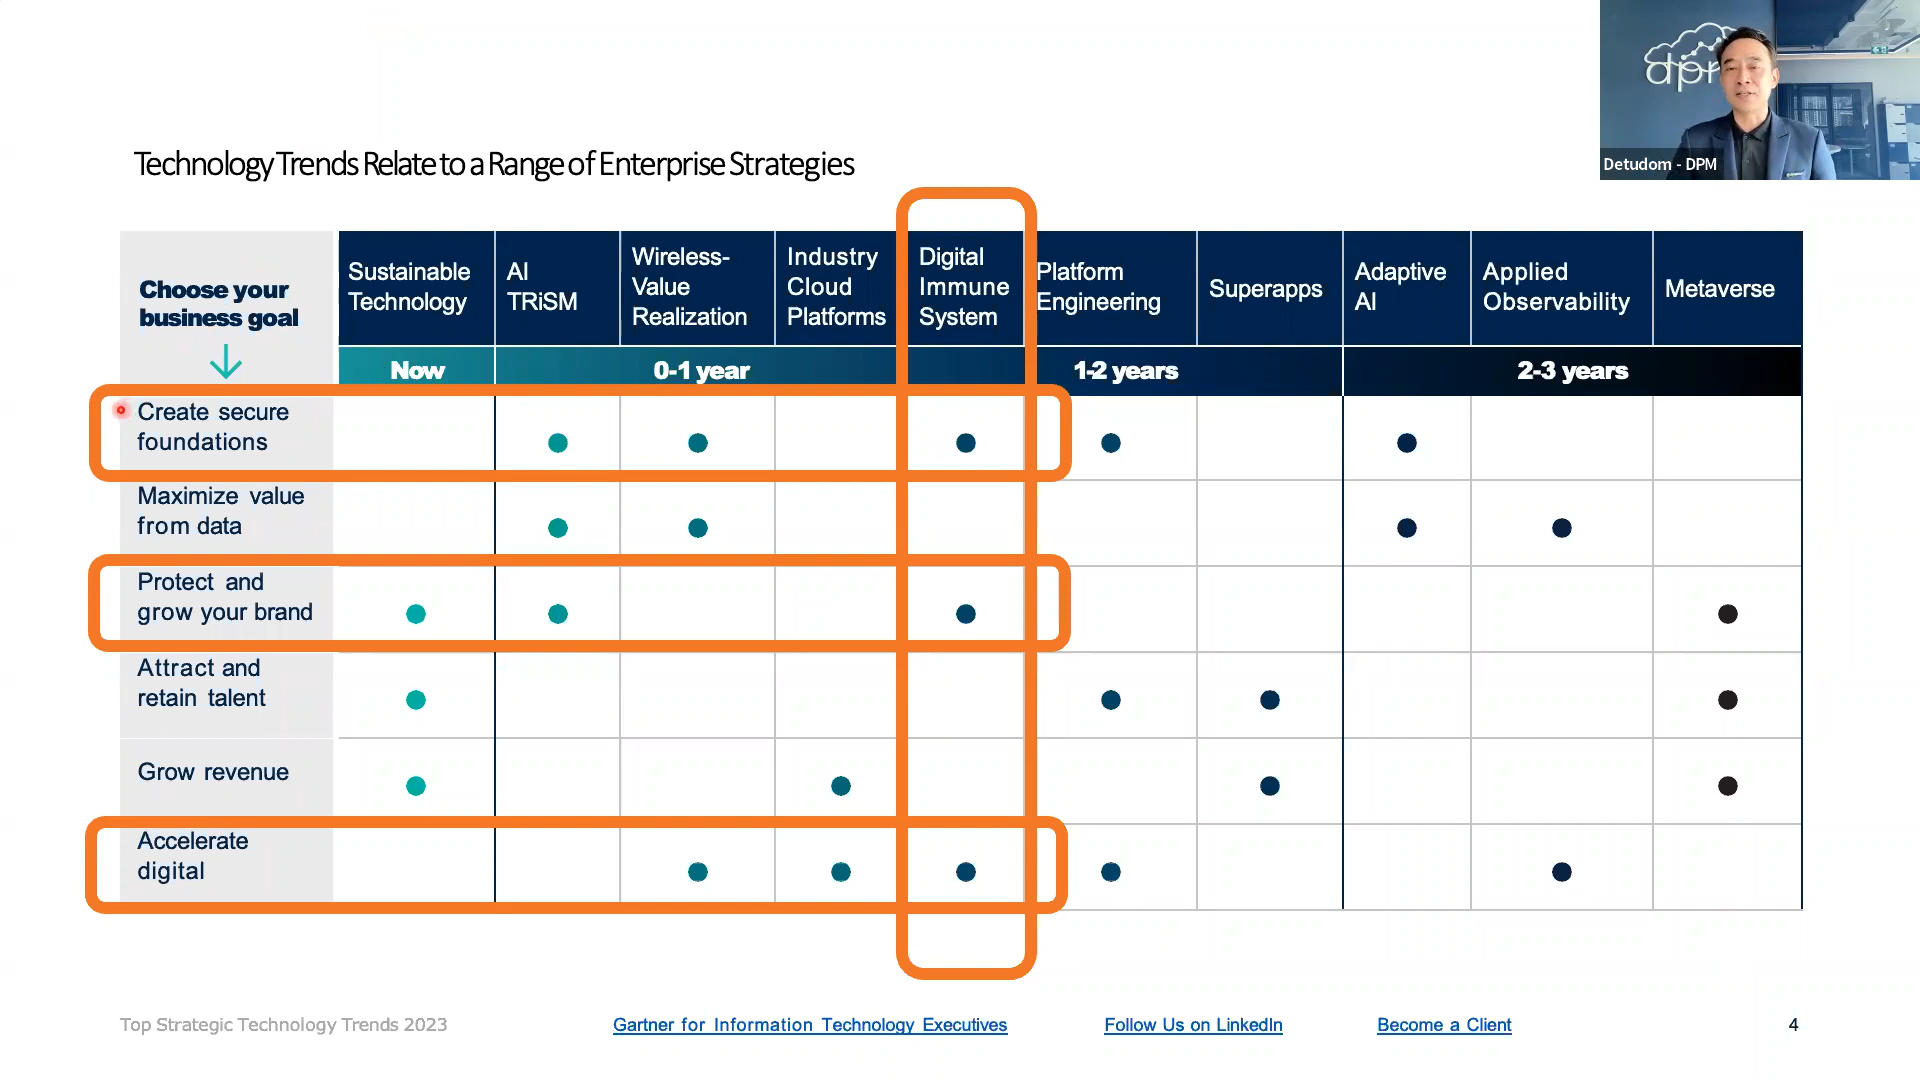 dpm
Detudom - DPM
Technology Trends Relate to a Range of Enterprise Strategies
Choose your
business goal
Sustainable
Technology
AI
TRiSM
Wireless-
Value
Realization
Industry
Cloud
Platforms
Digital
Immune
System
Platform
Engineering
Superapps
Adaptive
AI
Applied
Observability
Metaverse
Now
0-1 year
1-2 years
2-3 years
Create secure
foundations
Maximize value
from data
Protect and
grow your brand
Attract and
retain talent
Grow revenue
Accelerate
digital
Top Strategic Technology Trends 2023
Gartner for Information Technology Executives
Follow Us on LinkedIn
Become a Client
4